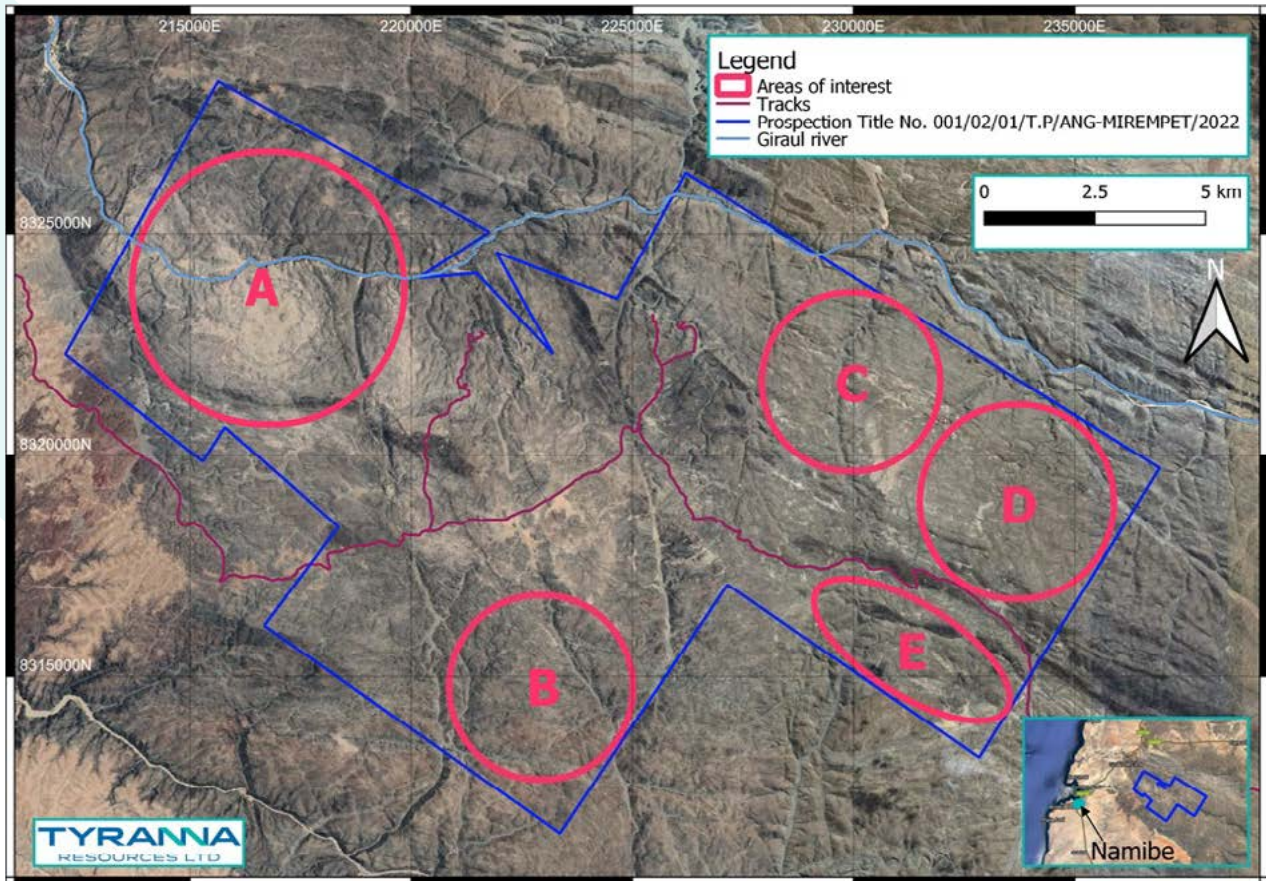 215000E 220000E 225000E 230000E 235000E
Legend
Areas of interest
Tracks
Prospection Title No. 001/02/01/T.P/ANG-MIREMPET/2022
Giraul river
0 2.5 5 km
8325000N
N
A
C
8320000N
D
E
8315000N
B
Namibe
TYRANNA
RESOURCES LTD